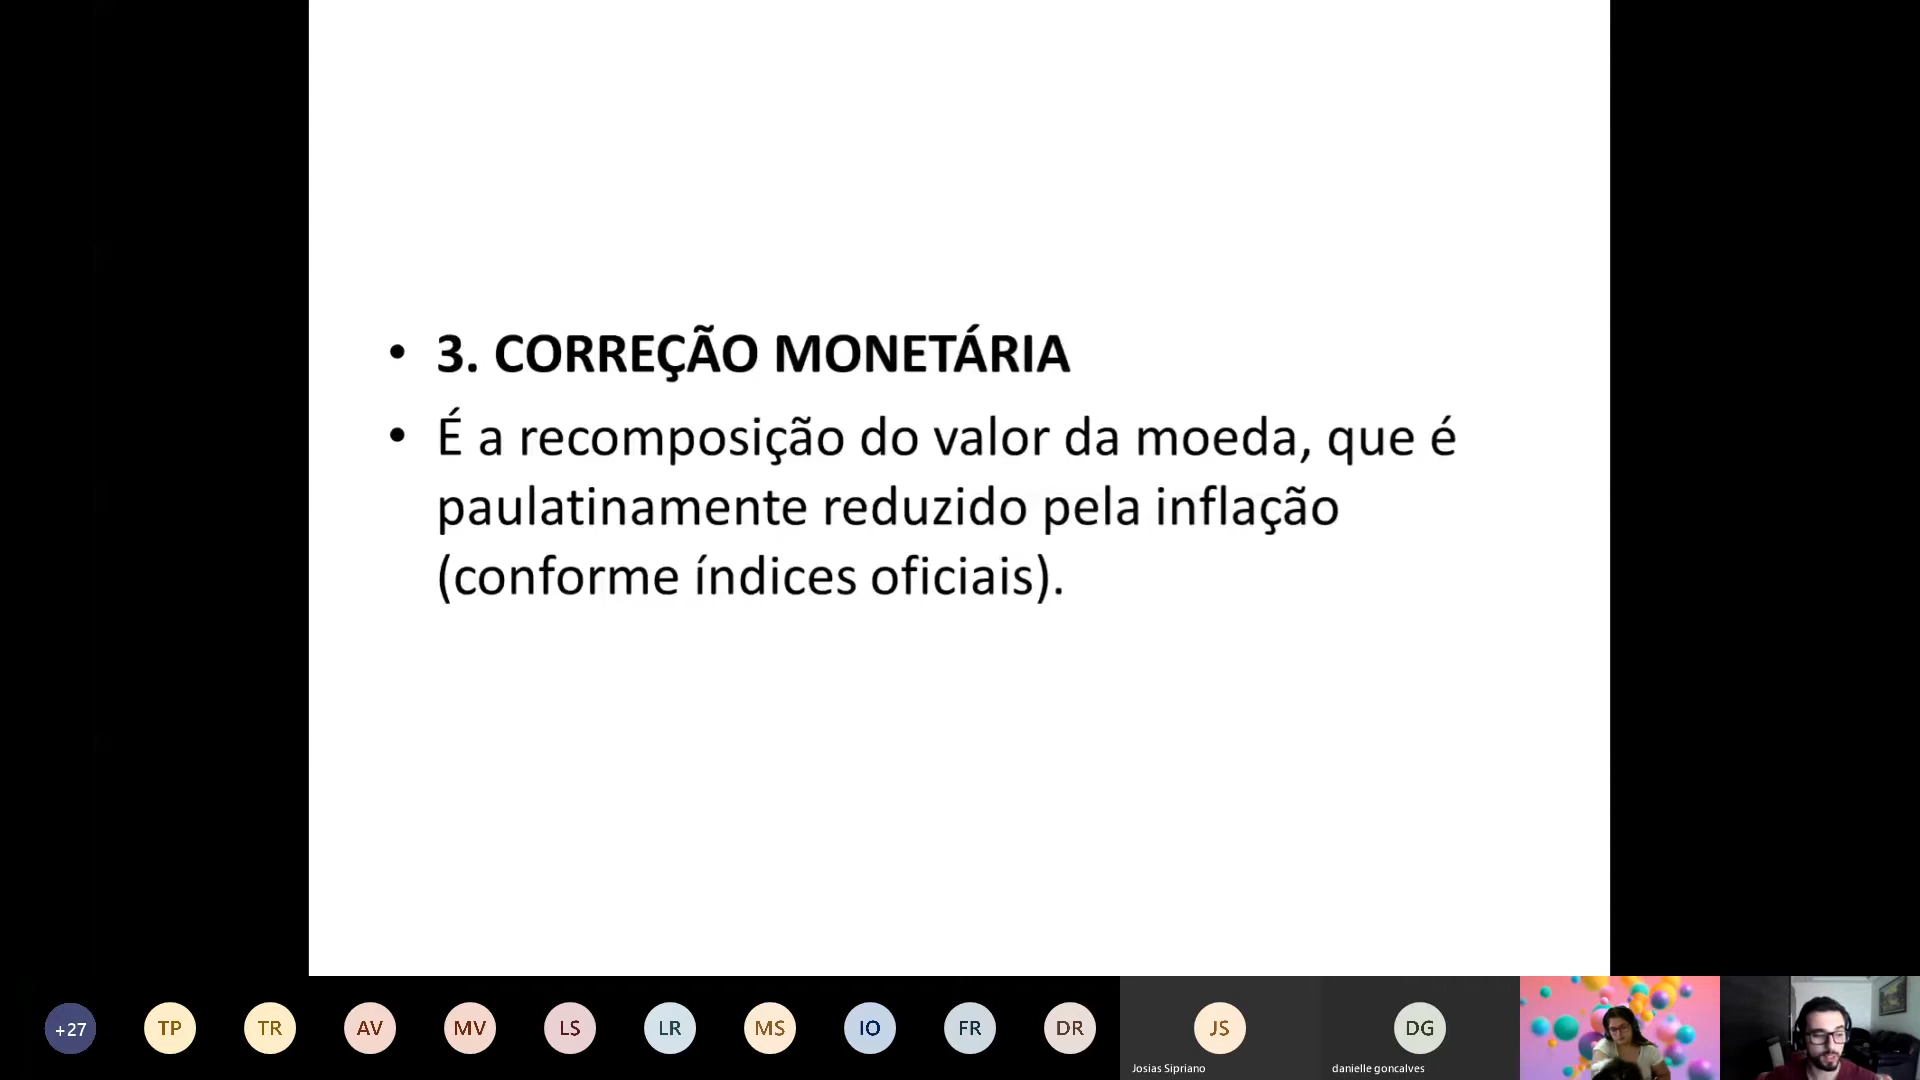 • 3. CORREÇÃO MONETÁRIA
• É a recomposição do valor da moeda, que é
paulatinamente reduzido pela inflação
(conforme índices oficiais).
+27 TP TR AV MV LS LR MS IO FR DR JS DG
Josias Sipriano danielle goncalves